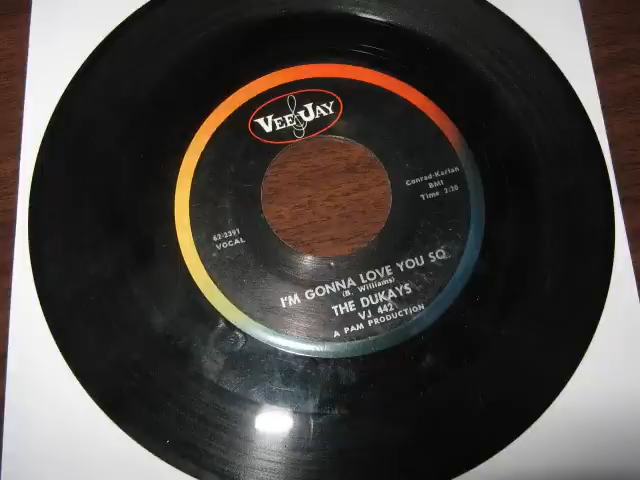 VEE JAY
Conrad-Karlan
BMI
Time 2:20
62-2391
VOCAL
I'M GONNA LOVE YOU SO
(B. Williams)
THE DUKAYS
VJ 442
A PAM PRODUCTION